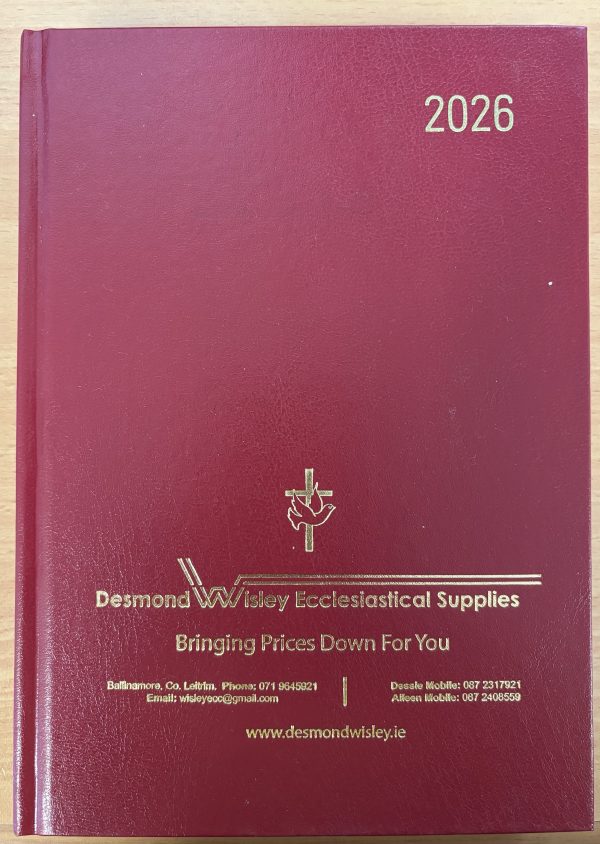 2026
Desmond Wisley Ecclesiastical Supplies
Bringing Prices Down For You
Ballinamore, Co. Leitrim. Phone: 071 9645921
Email: wisleyecc@gmail.com
Dessie Mobile: 087 2317921
Aileen Mobile: 087 2408559
www.desmondwisley.ie